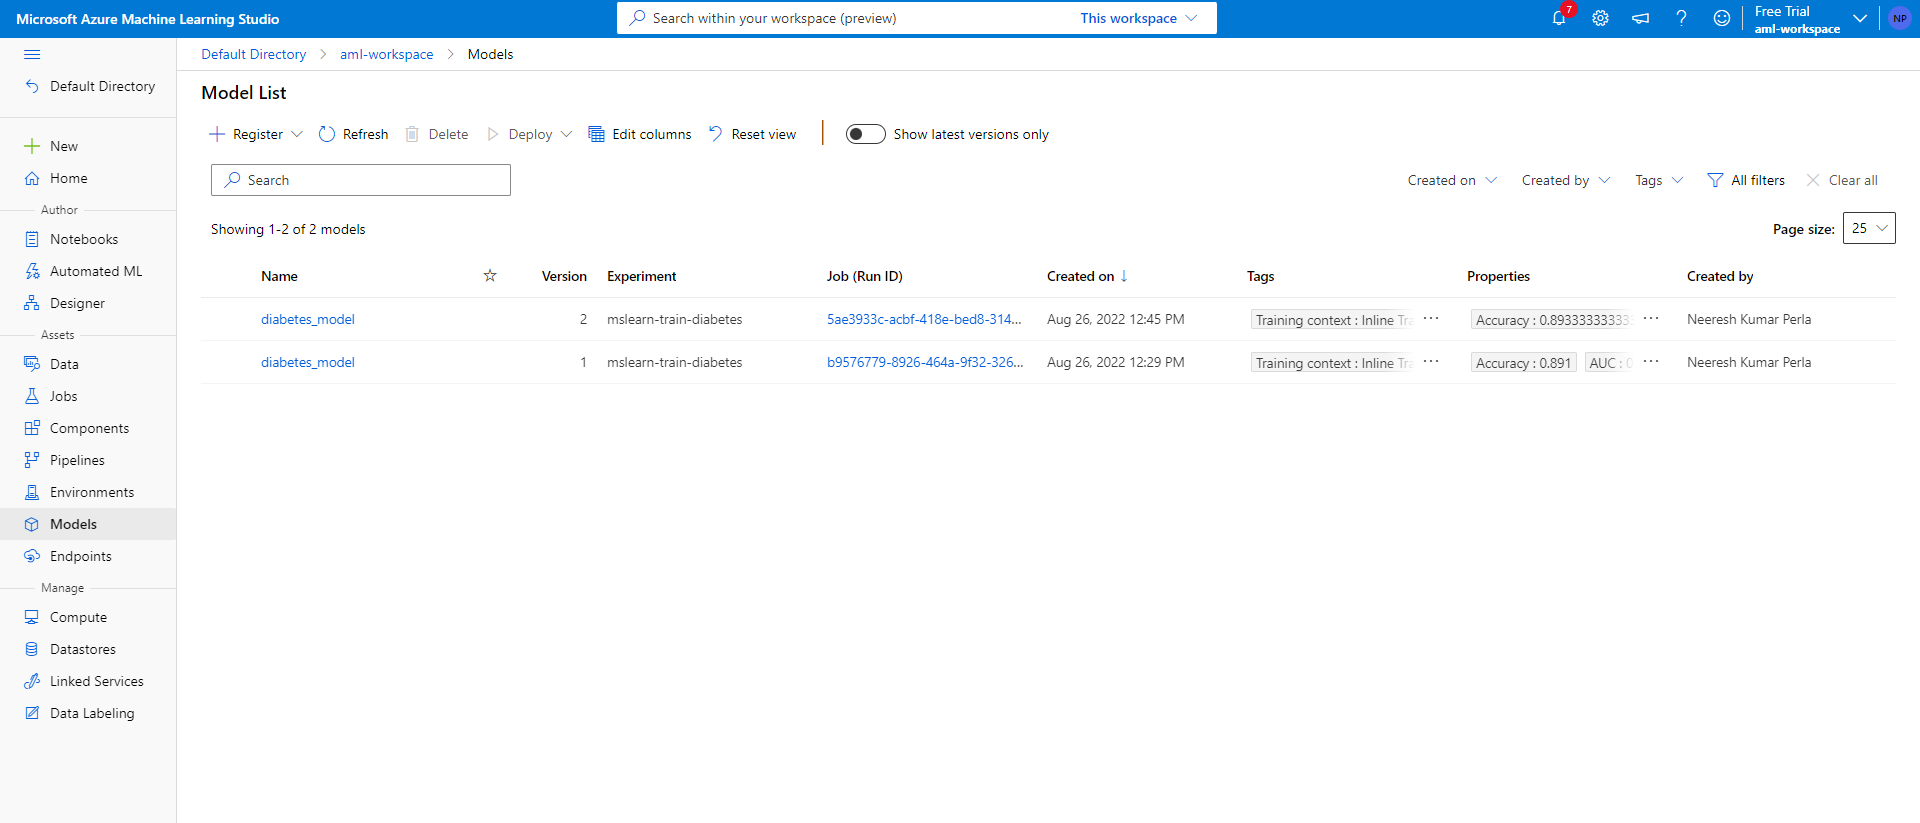 Microsoft Azure Machine Learning Studio
Search within your workspace (preview) This workspace
7
Free Trial
aml-workspace
NP
Default Directory
Default Directory > aml-workspace > Models
Model List
Register Refresh Delete Deploy Edit columns Reset view Show latest versions only
Search
Created on Created by Tags All filters Clear all
Showing 1-2 of 2 models
Page size: 25
Name Version Experiment Job (Run ID) Created on ↓ Tags Properties Created by
diabetes_model 2 mslearn-train-diabetes 5ae3933c-acbf-418e-bed8-314... Aug 26, 2022 12:45 PM Training context : Inline Tra ... Accuracy : 0.893333333333 ... Neeresh Kumar Perla
diabetes_model 1 mslearn-train-diabetes b9576779-8926-464a-9f32-326... Aug 26, 2022 12:29 PM Training context : Inline Tra ... Accuracy : 0.891 AUC : 0 ... Neeresh Kumar Perla
New
Home
Author
Notebooks
Automated ML
Designer
Assets
Data
Jobs
Components
Pipelines
Environments
Models
Endpoints
Manage
Compute
Datastores
Linked Services
Data Labeling